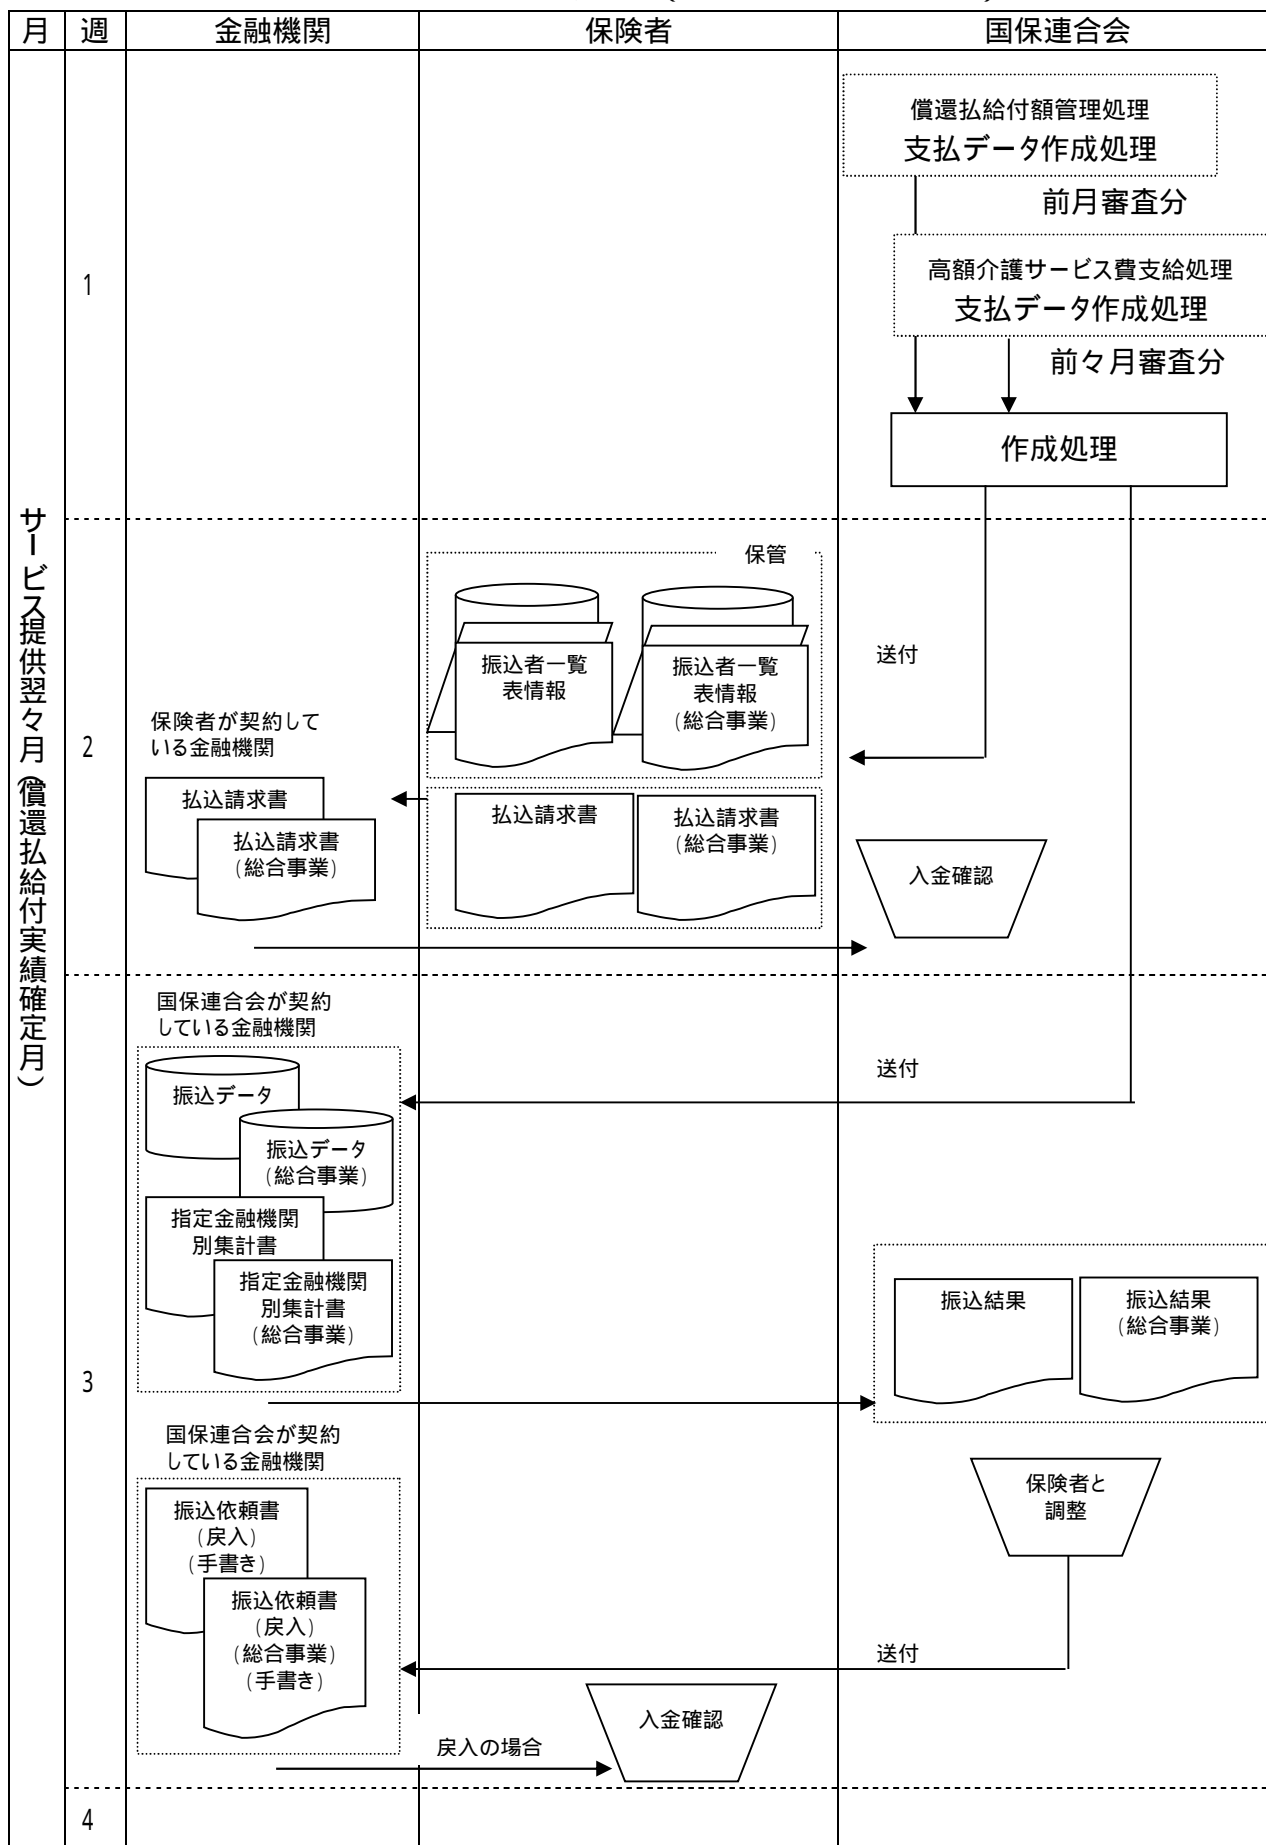 月 週 金融機関 保険者 国保連合会
サービス提供翌々月(償還払給付実績確定月)
1
償還払給付額管理処理
支払データ作成処理
前月審査分
高額介護サービス費支給処理
支払データ作成処理
前々月審査分
作成処理
2
保管
振込者一覧
表情報
振込者一覧
表情報
(総合事業)
送付
保険者が契約して
いる金融機関
払込請求書
払込請求書
(総合事業)
払込請求書
払込請求書
(総合事業)
入金確認
3
国保連合会が契約
している金融機関
送付
振込データ
振込データ
(総合事業)
指定金融機関
別集計書
指定金融機関
別集計書
(総合事業)
振込結果
振込結果
(総合事業)
国保連合会が契約
している金融機関
保険者と
調整
振込依頼書
(戻入)
(手書き)
振込依頼書
(戻入)
(総合事業)
(手書き)
送付
入金確認
戻入の場合
4